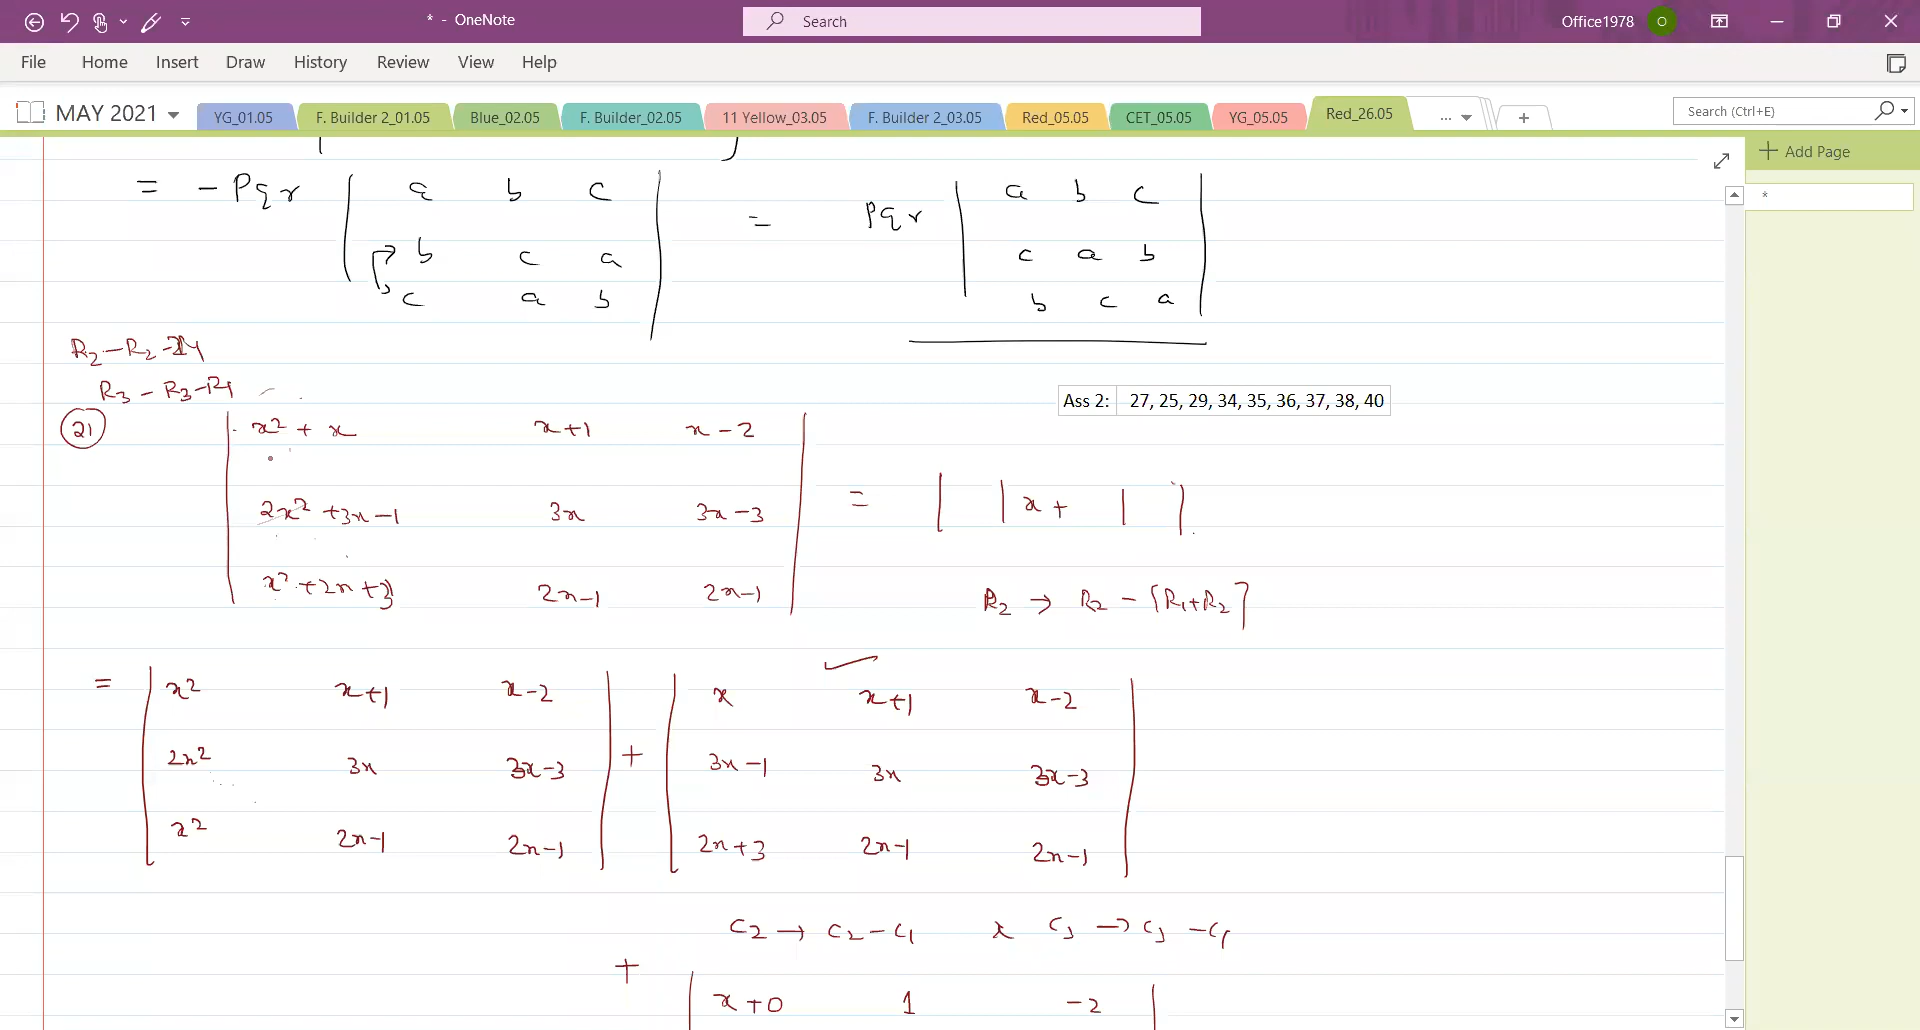 * - OneNote
Search
Office1978 O
File Home Insert Draw History Review View Help
MAY 2021
YG_01.05 F. Builder 2_01.05 Blue_02.05 F. Builder_02.05 11 Yellow_03.05 F. Builder 2_03.05 Red_05.05 CET_05.05 YG_05.05 Red_26.05 ... +
Search (Ctrl+E)
+ Add Page
*
= - Pqr | a b c | = Pqr | a b c |
b c a c a b
c a b b c a
R2 - R2 -
R3 - R3 - R1
Ass 2: 27, 25, 29, 34, 35, 36, 37, 38, 40
21
x² + x x+1 x-2
2x² + 3x - 1 3x 3x-3 = | | x + | |
x² + 2x + 3 2x-1 2x-1
R2 → R2 - [R1+R2]
= | x² x+1 x-2 | + | x x+1 x-2 |
2x² 3x 3x-3 3x-1 3x 3x-3
x² 2x-1 2x-1 2x+3 2x-1 2x-1
C2 → C2 - C1 x C3 → C3 - C1
+ | x+0 1 -2 |